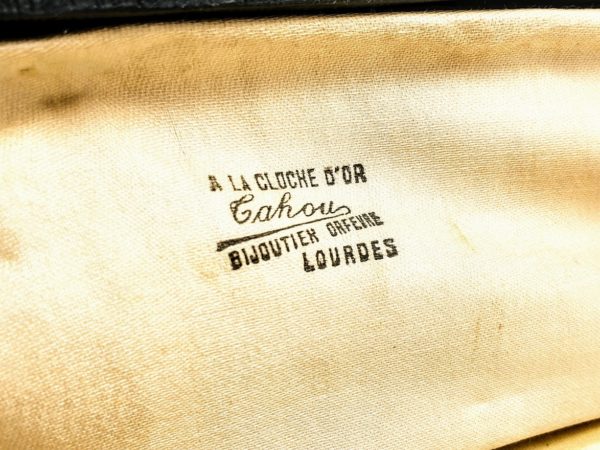 A LA CLOCHE D'OR
Cahou
BIJOUTIER ORFEVRE
LOURDES